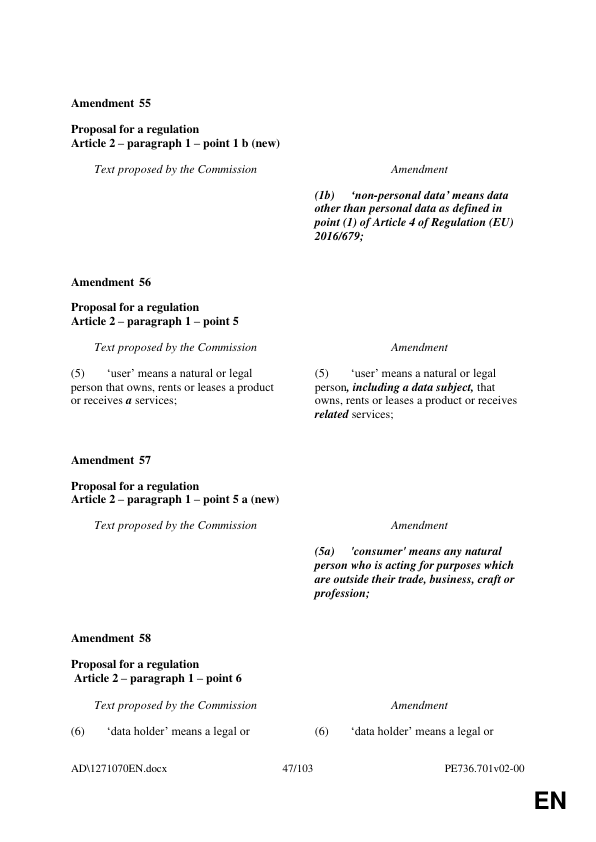 Amendment 55
Proposal for a regulation
Article 2 – paragraph 1 – point 1 b (new)
Text proposed by the Commission
Amendment
(1b) ‘non-personal data’ means data
other than personal data as defined in
point (1) of Article 4 of Regulation (EU)
2016/679;
Amendment 56
Proposal for a regulation
Article 2 – paragraph 1 – point 5
Text proposed by the Commission
Amendment
(5) ‘user’ means a natural or legal
person that owns, rents or leases a product
or receives a services;
(5) ‘user’ means a natural or legal
person, including a data subject, that
owns, rents or leases a product or receives
related services;
Amendment 57
Proposal for a regulation
Article 2 – paragraph 1 – point 5 a (new)
Text proposed by the Commission
Amendment
(5a) 'consumer' means any natural
person who is acting for purposes which
are outside their trade, business, craft or
profession;
Amendment 58
Proposal for a regulation
Article 2 – paragraph 1 – point 6
Text proposed by the Commission
Amendment
(6) ‘data holder’ means a legal or
(6) ‘data holder’ means a legal or
AD\1271070EN.docx
47/103
PE736.701v02-00
EN